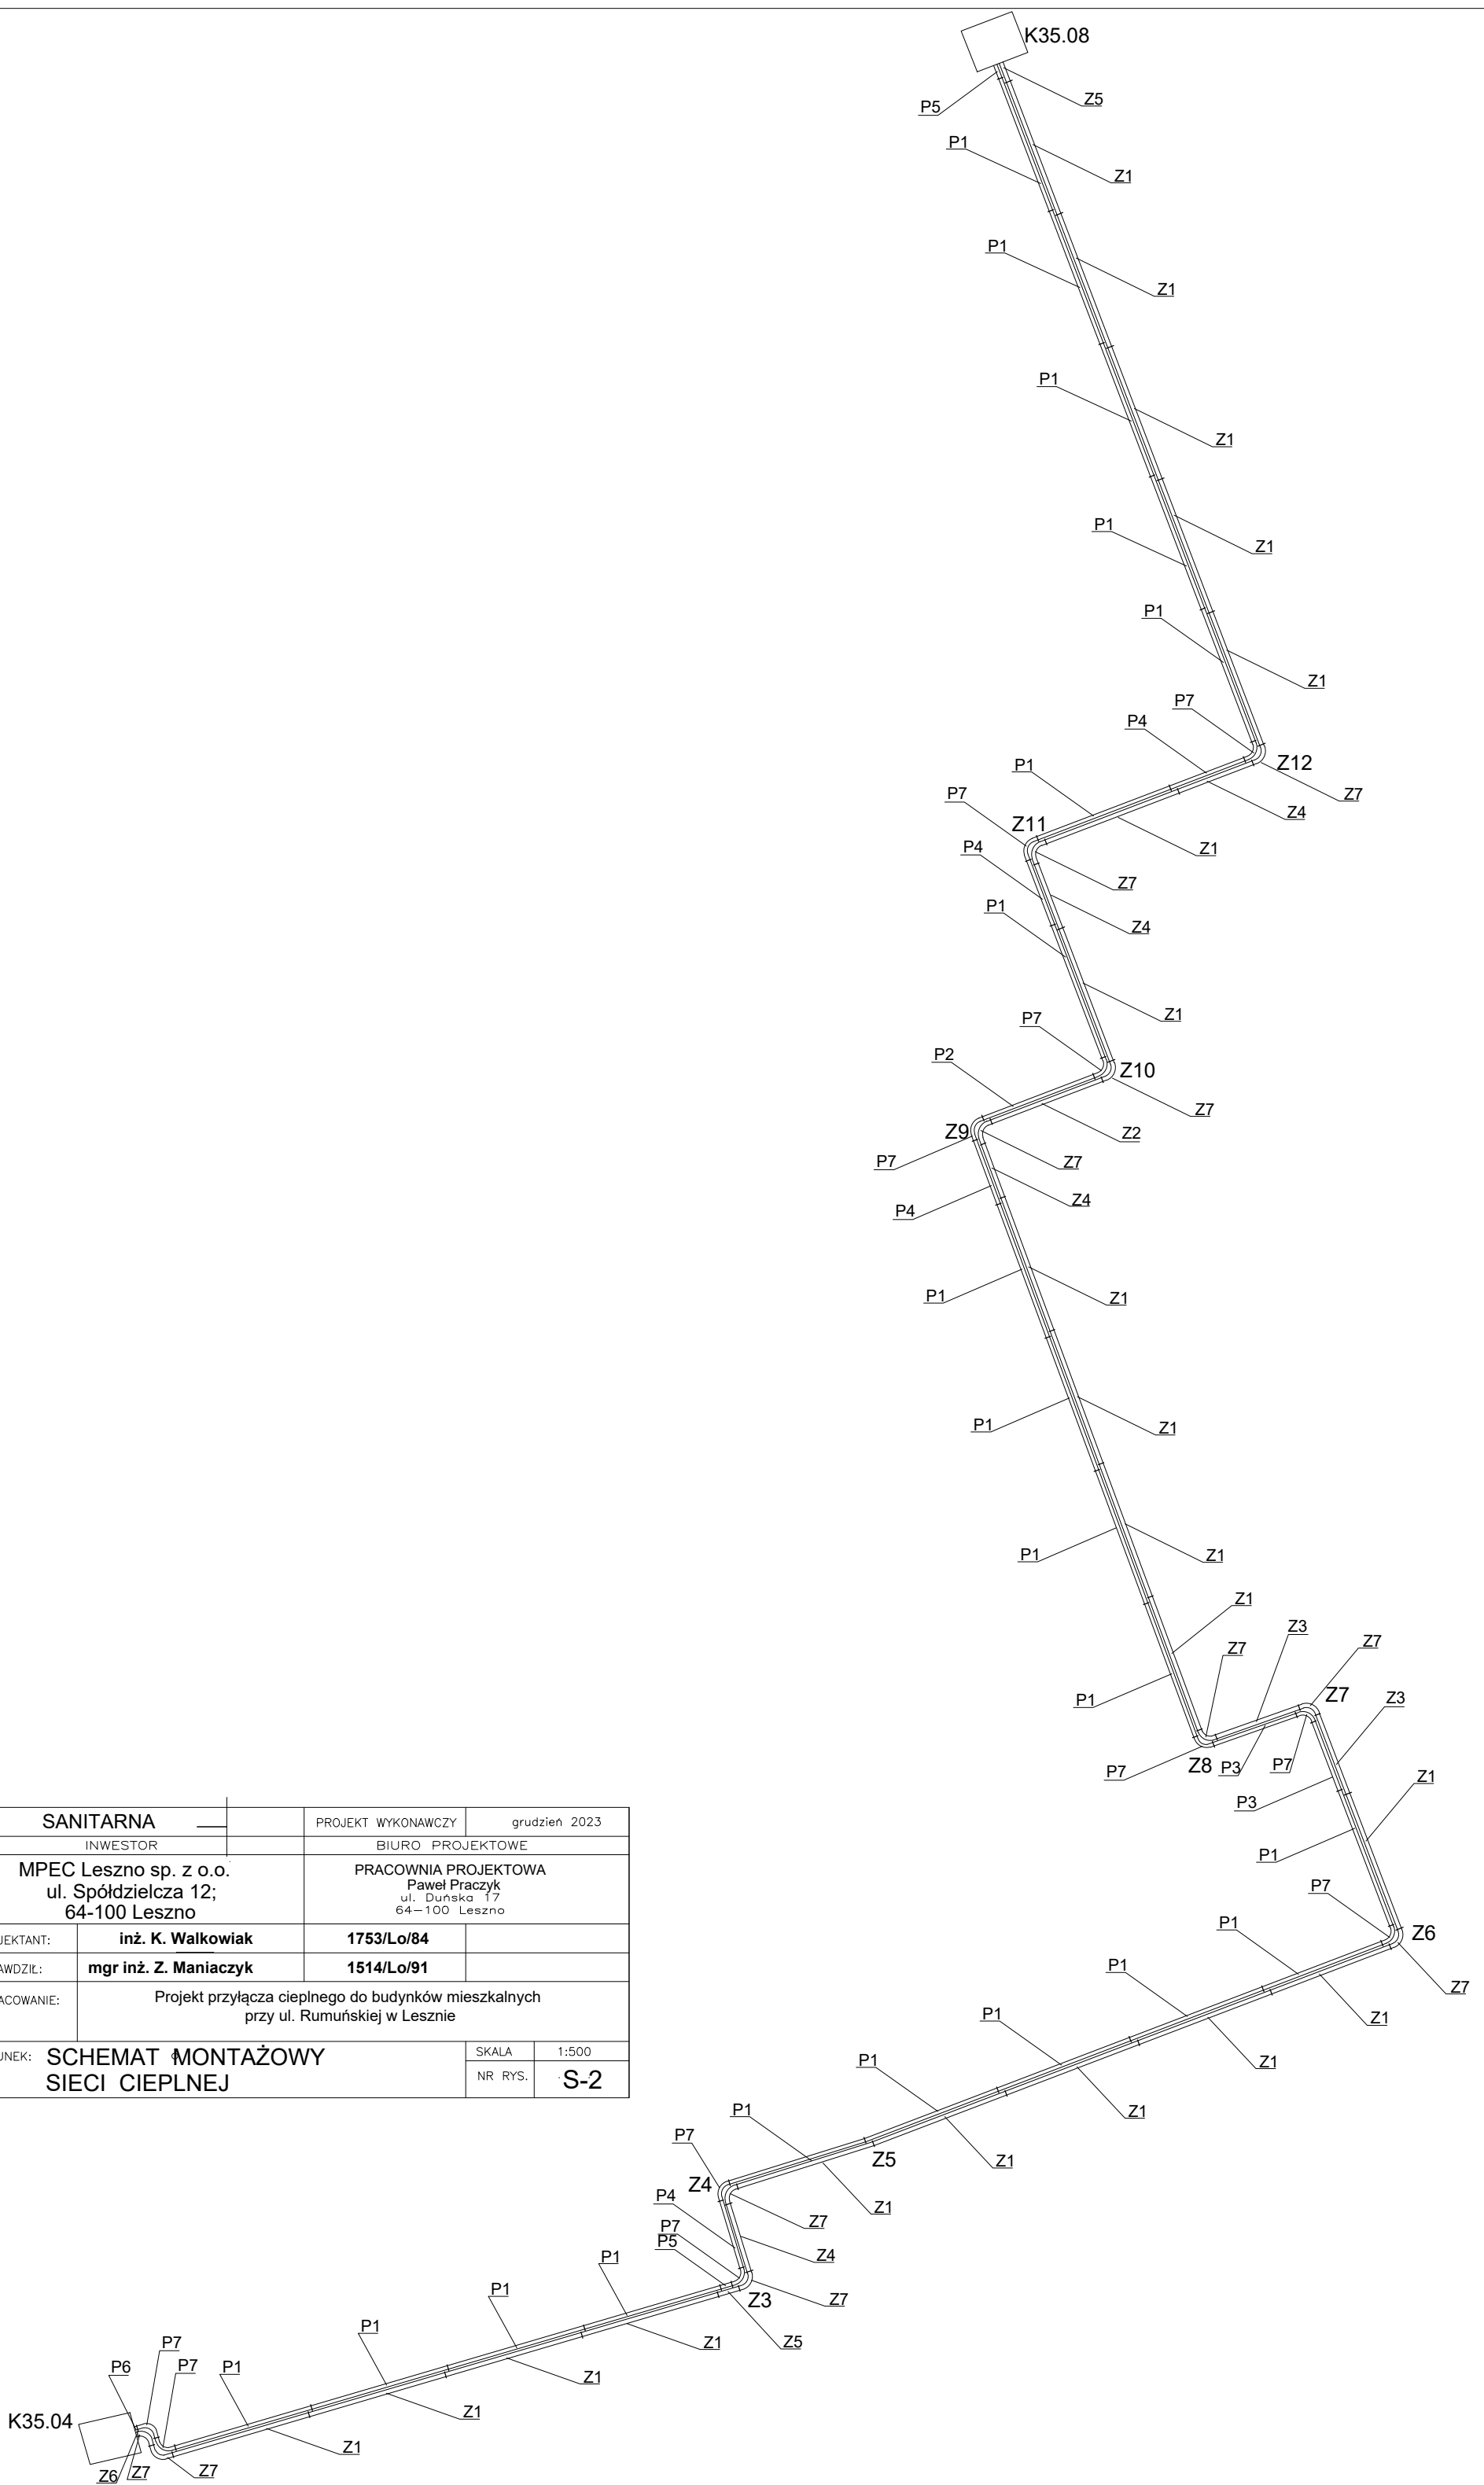 K35.08
P5
Z5
P1
Z1
P1
Z1
P1
Z1
P1
Z1
P1
Z1
P7
P4
Z12
P1
Z7
P7
Z4
Z11
Z1
P4
Z7
P1
Z4
Z1
P7
P2
Z10
Z7
Z9
Z2
P7
Z7
Z4
P4
P1
Z1
P1
Z1
P1
Z1
Z1
Z3
Z7
Z7
P1
Z7
Z3
Z8
P3
P7
P7
Z1
P3
P1
P7
P1
Z6
P1
Z7
P1
Z1
P1
Z1
P1
Z1
P7
Z5
Z1
Z4
P4
Z1
Z7
P7
P5
Z4
P1
P1
Z3
Z7
P1
Z5
Z1
P7
P7
P1
P6
Z1
Z1
K35.04
Z1
Z6
Z7
Z7
SANITARNA
PROJEKT WYKONAWCZY
grudzień 2023
INWESTOR
BIURO PROJEKTOWE
MPEC Leszno sp. z o.o.
ul. Spółdzielcza 12;
64-100 Leszno
PRACOWNIA PROJEKTOWA
Paweł Praczyk
ul. Duńska 17
64-100 Leszno
JEKTANT:
inż. K. Walkowiak
1753/Lo/84
AWDZIŁ:
mgr inż. Z. Maniaczyk
1514/Lo/91
ACOWANIE:
Projekt przyłącza cieplnego do budynków mieszkalnych
przy ul. Rumuńskiej w Lesznie
UNEK:
SCHEMAT MONTAŻOWY
SIECI CIEPLNEJ
SKALA
1:500
NR RYS.
S-2